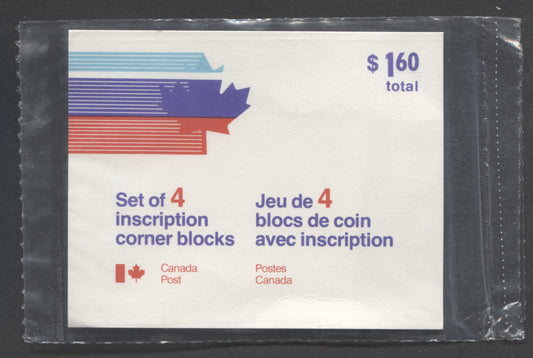 $1.60
total
Set of 4
inscription
corner blocks
Jeu de 4
blocs de coin
avec inscription
Canada
Post
Postes
Canada